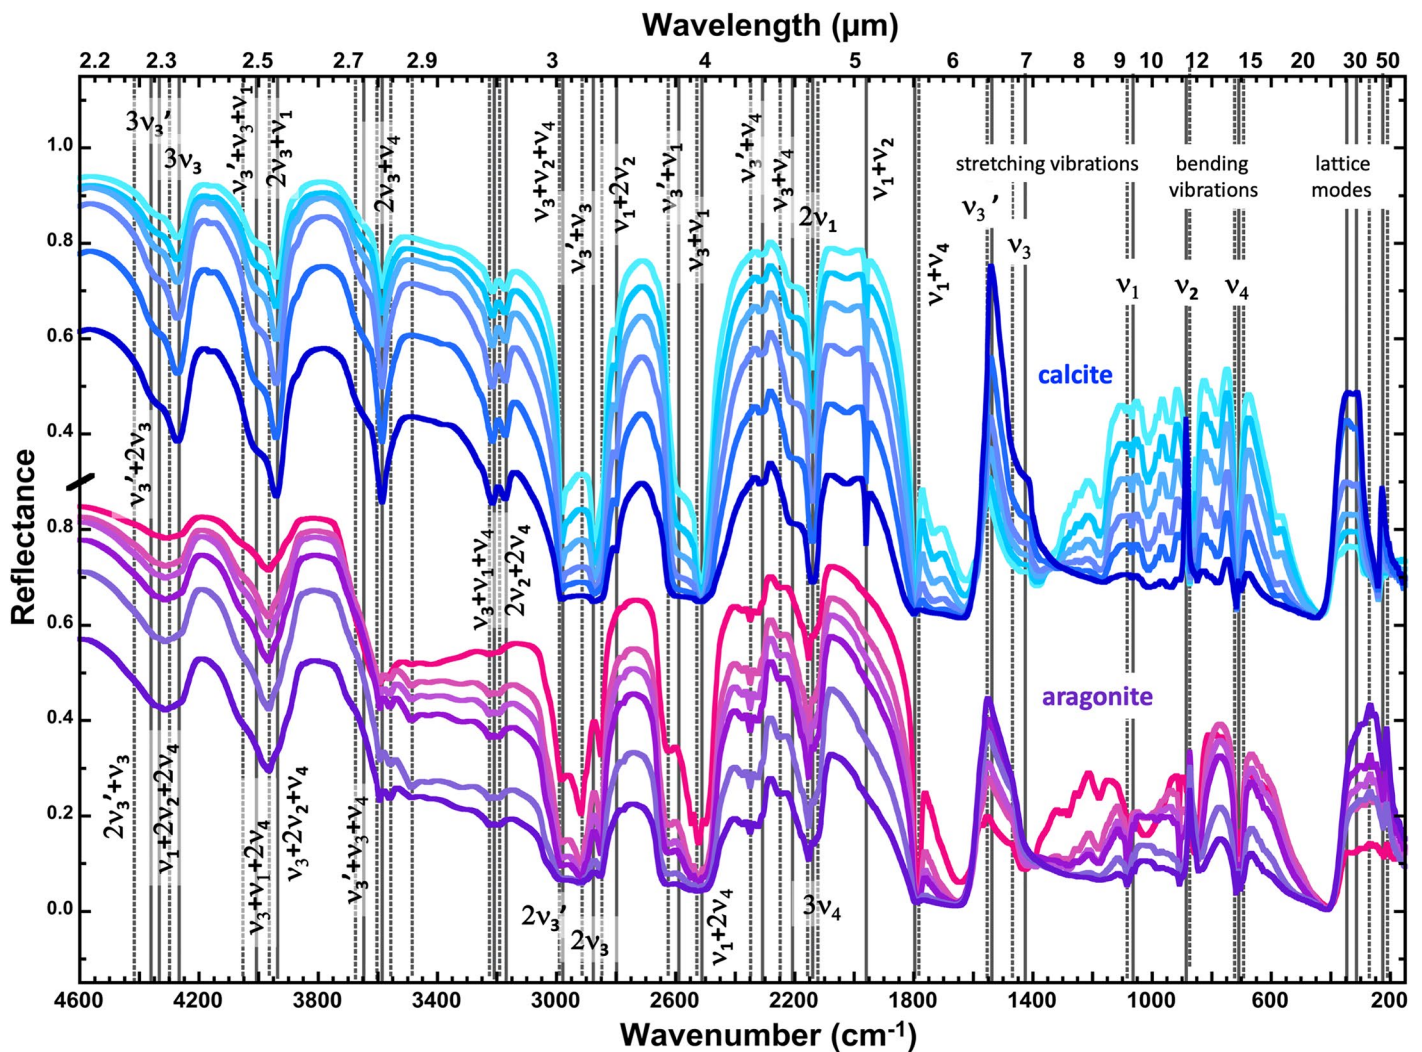 Wavelength (µm)
2.2 2.3 2.5 2.7 2.9 3 4 5 6 7 8 9 10 12 15 20 30 50
Reflectance
1.0
0.8
0.6
0.4
0.8
0.6
0.4
0.2
0.0
3ν₃′
3ν₃
ν₃′+ν₃+ν₁
2ν₃+ν₁
2ν₃+ν₄
ν₃+ν₂+ν₄
ν₃′+ν₃
ν₁+2ν₂
ν₃′+ν₁
ν₃+ν₁
ν₃′+ν₄
ν₃+ν₄
2ν₁
ν₁+ν₂
ν₁+ν₄
stretching vibrations
bending
vibrations
lattice
modes
ν₃′
ν₃
ν₁
ν₂
ν₄
calcite
ν₃′+2ν₃
ν₃+ν₁+ν₄
2ν₂+2ν₄
aragonite
2ν₃′+ν₃
ν₁+2ν₂+2ν₄
ν₃+ν₁+2ν₄
ν₃+2ν₂+ν₄
ν₃′+ν₃+ν₄
2ν₃′
2ν₃
ν₁+2ν₄
3ν₄
4600 4200 3800 3400 3000 2600 2200 1800 1400 1000 600 200
Wavenumber (cm⁻¹)